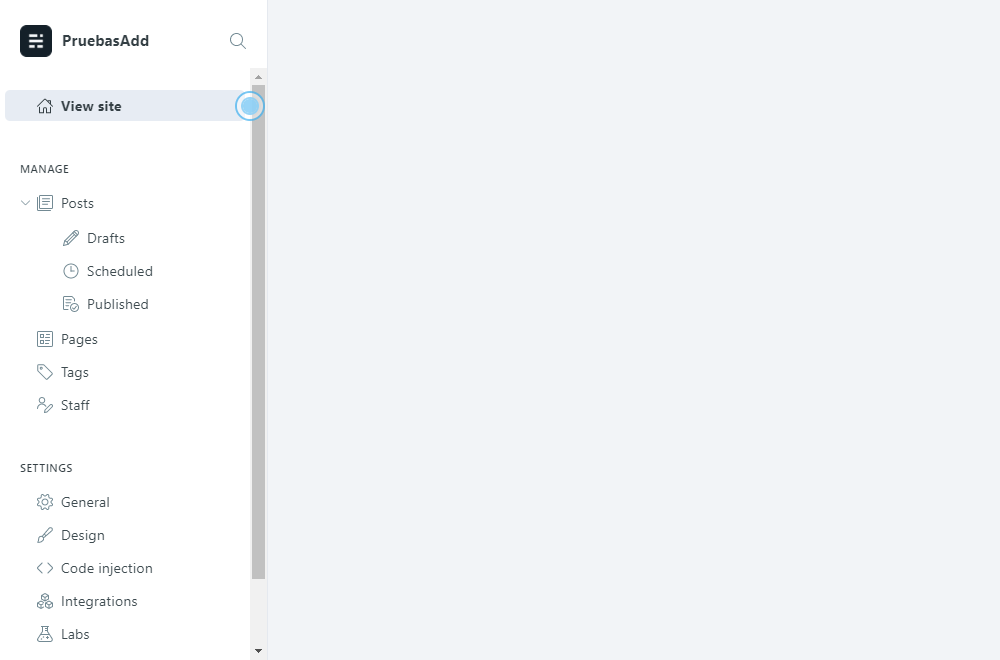 PruebasAdd
View site
MANAGE
Posts
Drafts
Scheduled
Published
Pages
Tags
Staff
SETTINGS
General
Design
Code injection
Integrations
Labs